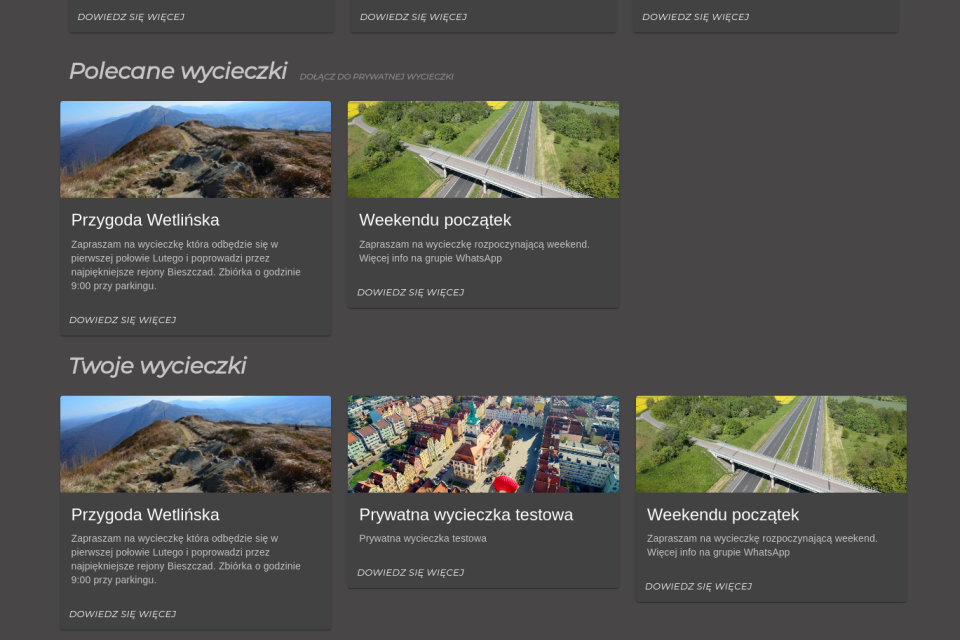 DOWIEDZ SIĘ WIĘCEJ
DOWIEDZ SIĘ WIĘCEJ
DOWIEDZ SIĘ WIĘCEJ
Polecane wycieczki
DOŁĄCZ DO PRYWATNEJ WYCIECZKI
Przygoda Wetlińska
Zapraszam na wycieczkę która odbędzie się w
pierwszej połowie Lutego i poprowadzi przez
najpiękniejsze rejony Bieszczad. Zbiórka o godzinie
9:00 przy parkingu.
DOWIEDZ SIĘ WIĘCEJ
Weekendu początek
Zapraszam na wycieczkę rozpoczynającą weekend.
Więcej info na grupie WhatsApp
DOWIEDZ SIĘ WIĘCEJ
Twoje wycieczki
Przygoda Wetlińska
Zapraszam na wycieczkę która odbędzie się w
pierwszej połowie Lutego i poprowadzi przez
najpiękniejsze rejony Bieszczad. Zbiórka o godzinie
9:00 przy parkingu.
DOWIEDZ SIĘ WIĘCEJ
Prywatna wycieczka testowa
Prywatna wycieczka testowa
DOWIEDZ SIĘ WIĘCEJ
Weekendu początek
Zapraszam na wycieczkę rozpoczynającą weekend.
Więcej info na grupie WhatsApp
DOWIEDZ SIĘ WIĘCEJ